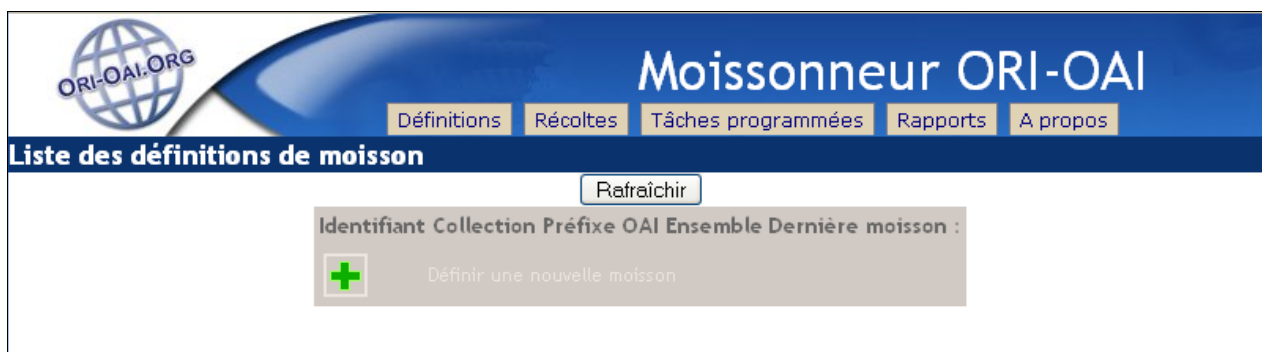 ORI-OAI.ORG
Moissonneur ORI-OAI
Définitions Récoltes Tâches programmées Rapports A propos
Liste des définitions de moisson
Rafraîchir
Identifiant Collection Préfixe OAI Ensemble Dernière moisson :
Définir une nouvelle moisson